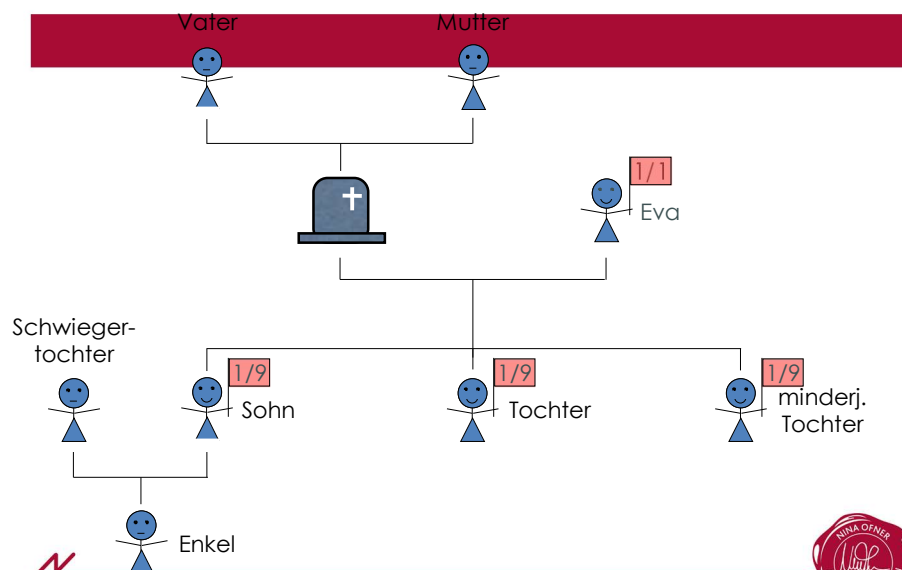 Vater
Mutter
1/1
Eva
Schwieger-
tochter
1/9
Sohn
1/9
Tochter
1/9
minderj.
Tochter
Enkel
NINA OFNER